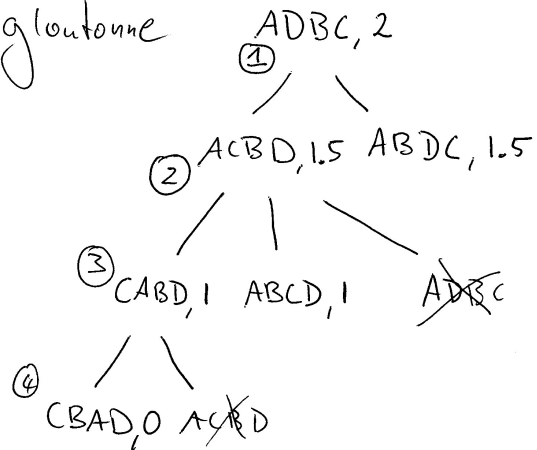 gloutonne
ADBC, 2
①
ACBD, 1.5 ABDC, 1.5
②
③
CABD, 1 ABCD, 1 ADBC
④
CBAD, 0 ACBD